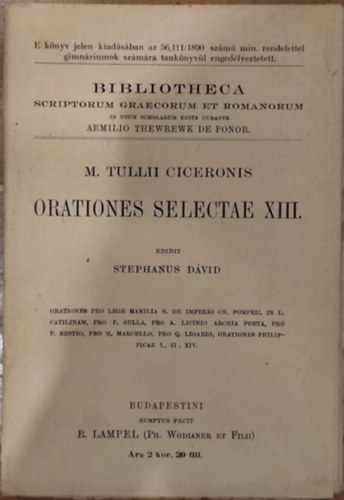 E könyv jelen kiadásában az 56,111/1890 számú min. rendelettel
gimnáziumok számára tankönyvül engedélyeztetett.
BIBLIOTHECA
SCRIPTORUM GRAECORUM ET ROMANORUM
IN USUM SCHOLARUM EDITA CURANTE
AEMILIO THEWREWK DE PONOR.
M. TULLII CICERONIS
ORATIONES SELECTAE XIII.
EDIDIT
STEPHANUS DÁVID
ORATIONES PRO LEGE MANILIA S. DE IMPERIO CN. POMPEII, IN L.
CATILINAM, PRO P. SULLA, PRO A. LICINIO ARCHIA POETA, PRO
P. SESTIO, PRO M. MARCELLO, PRO Q. LIGARIO, ORATIONES PHILIP-
PICAE I., II., XIV.
BUDAPESTINI
SUMPTUS FECIT
R. LAMPEL (PH. WODIANER ET FILII)
Ára 2 kor. 20 fill.